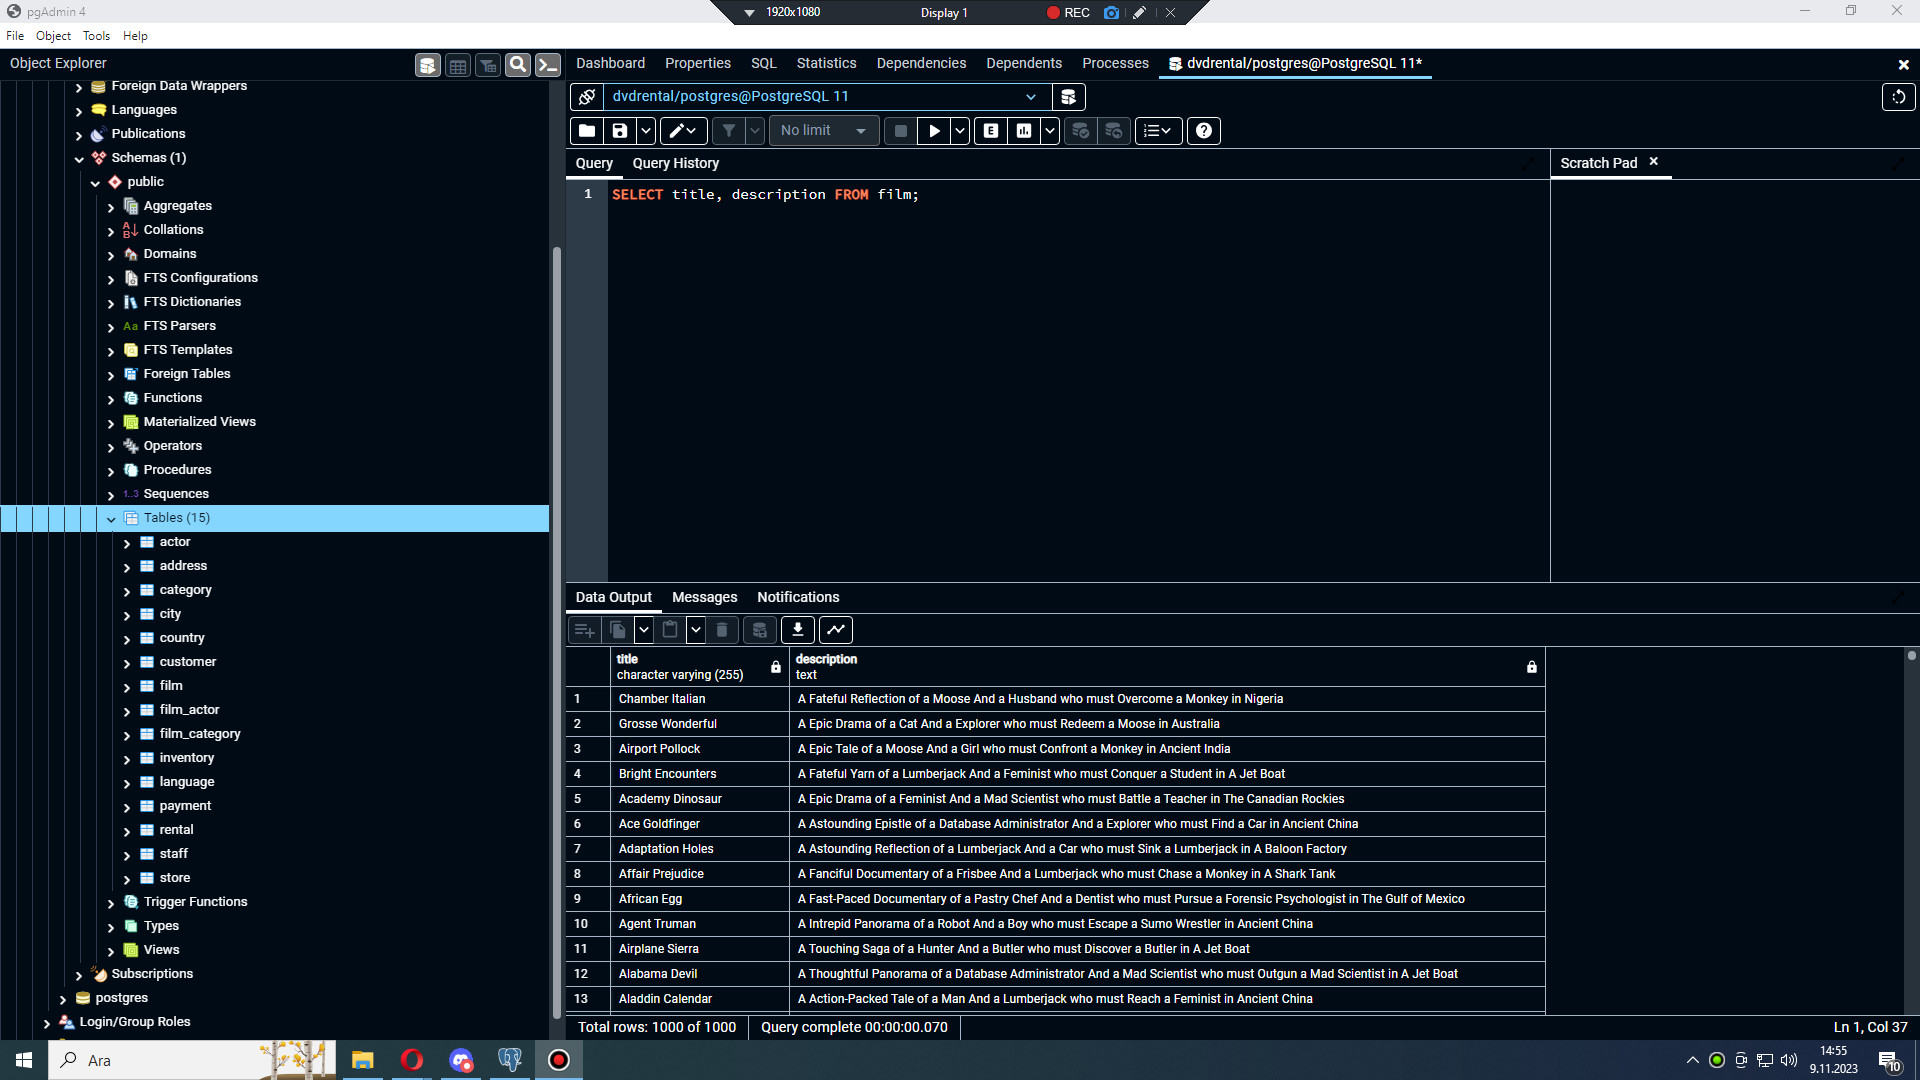 pgAdmin 4
1920x1080
Display 1
REC
File Object Tools Help
Object Explorer
Dashboard Properties SQL Statistics Dependencies Dependents Processes dvdrental/postgres@PostgreSQL 11*
Foreign Data Wrappers
Languages
Publications
Schemas (1)
public
Aggregates
Collations
Domains
FTS Configurations
FTS Dictionaries
Aa FTS Parsers
FTS Templates
Foreign Tables
Functions
Materialized Views
Operators
Procedures
1..3 Sequences
Tables (15)
actor
address
category
city
country
customer
film
film_actor
film_category
inventory
language
payment
rental
staff
store
Trigger Functions
Types
Views
Subscriptions
postgres
Login/Group Roles
dvdrental/postgres@PostgreSQL 11
No limit
E
Query Query History
Scratch Pad
1 SELECT title, description FROM film;
Data Output Messages Notifications
title
character varying (255)
description
text
1 Chamber Italian A Fateful Reflection of a Moose And a Husband who must Overcome a Monkey in Nigeria
2 Grosse Wonderful A Epic Drama of a Cat And a Explorer who must Redeem a Moose in Australia
3 Airport Pollock A Epic Tale of a Moose And a Girl who must Confront a Monkey in Ancient India
4 Bright Encounters A Fateful Yarn of a Lumberjack And a Feminist who must Conquer a Student in A Jet Boat
5 Academy Dinosaur A Epic Drama of a Feminist And a Mad Scientist who must Battle a Teacher in The Canadian Rockies
6 Ace Goldfinger A Astounding Epistle of a Database Administrator And a Explorer who must Find a Car in Ancient China
7 Adaptation Holes A Astounding Reflection of a Lumberjack And a Car who must Sink a Lumberjack in A Baloon Factory
8 Affair Prejudice A Fanciful Documentary of a Frisbee And a Lumberjack who must Chase a Monkey in A Shark Tank
9 African Egg A Fast-Paced Documentary of a Pastry Chef And a Dentist who must Pursue a Forensic Psychologist in The Gulf of Mexico
10 Agent Truman A Intrepid Panorama of a Robot And a Boy who must Escape a Sumo Wrestler in Ancient China
11 Airplane Sierra A Touching Saga of a Hunter And a Butler who must Discover a Butler in A Jet Boat
12 Alabama Devil A Thoughtful Panorama of a Database Administrator And a Mad Scientist who must Outgun a Mad Scientist in A Jet Boat
13 Aladdin Calendar A Action-Packed Tale of a Man And a Lumberjack who must Reach a Feminist in Ancient China
Total rows: 1000 of 1000 Query complete 00:00:00.070
Ln 1, Col 37
Ara
14:55
9.11.2023
10